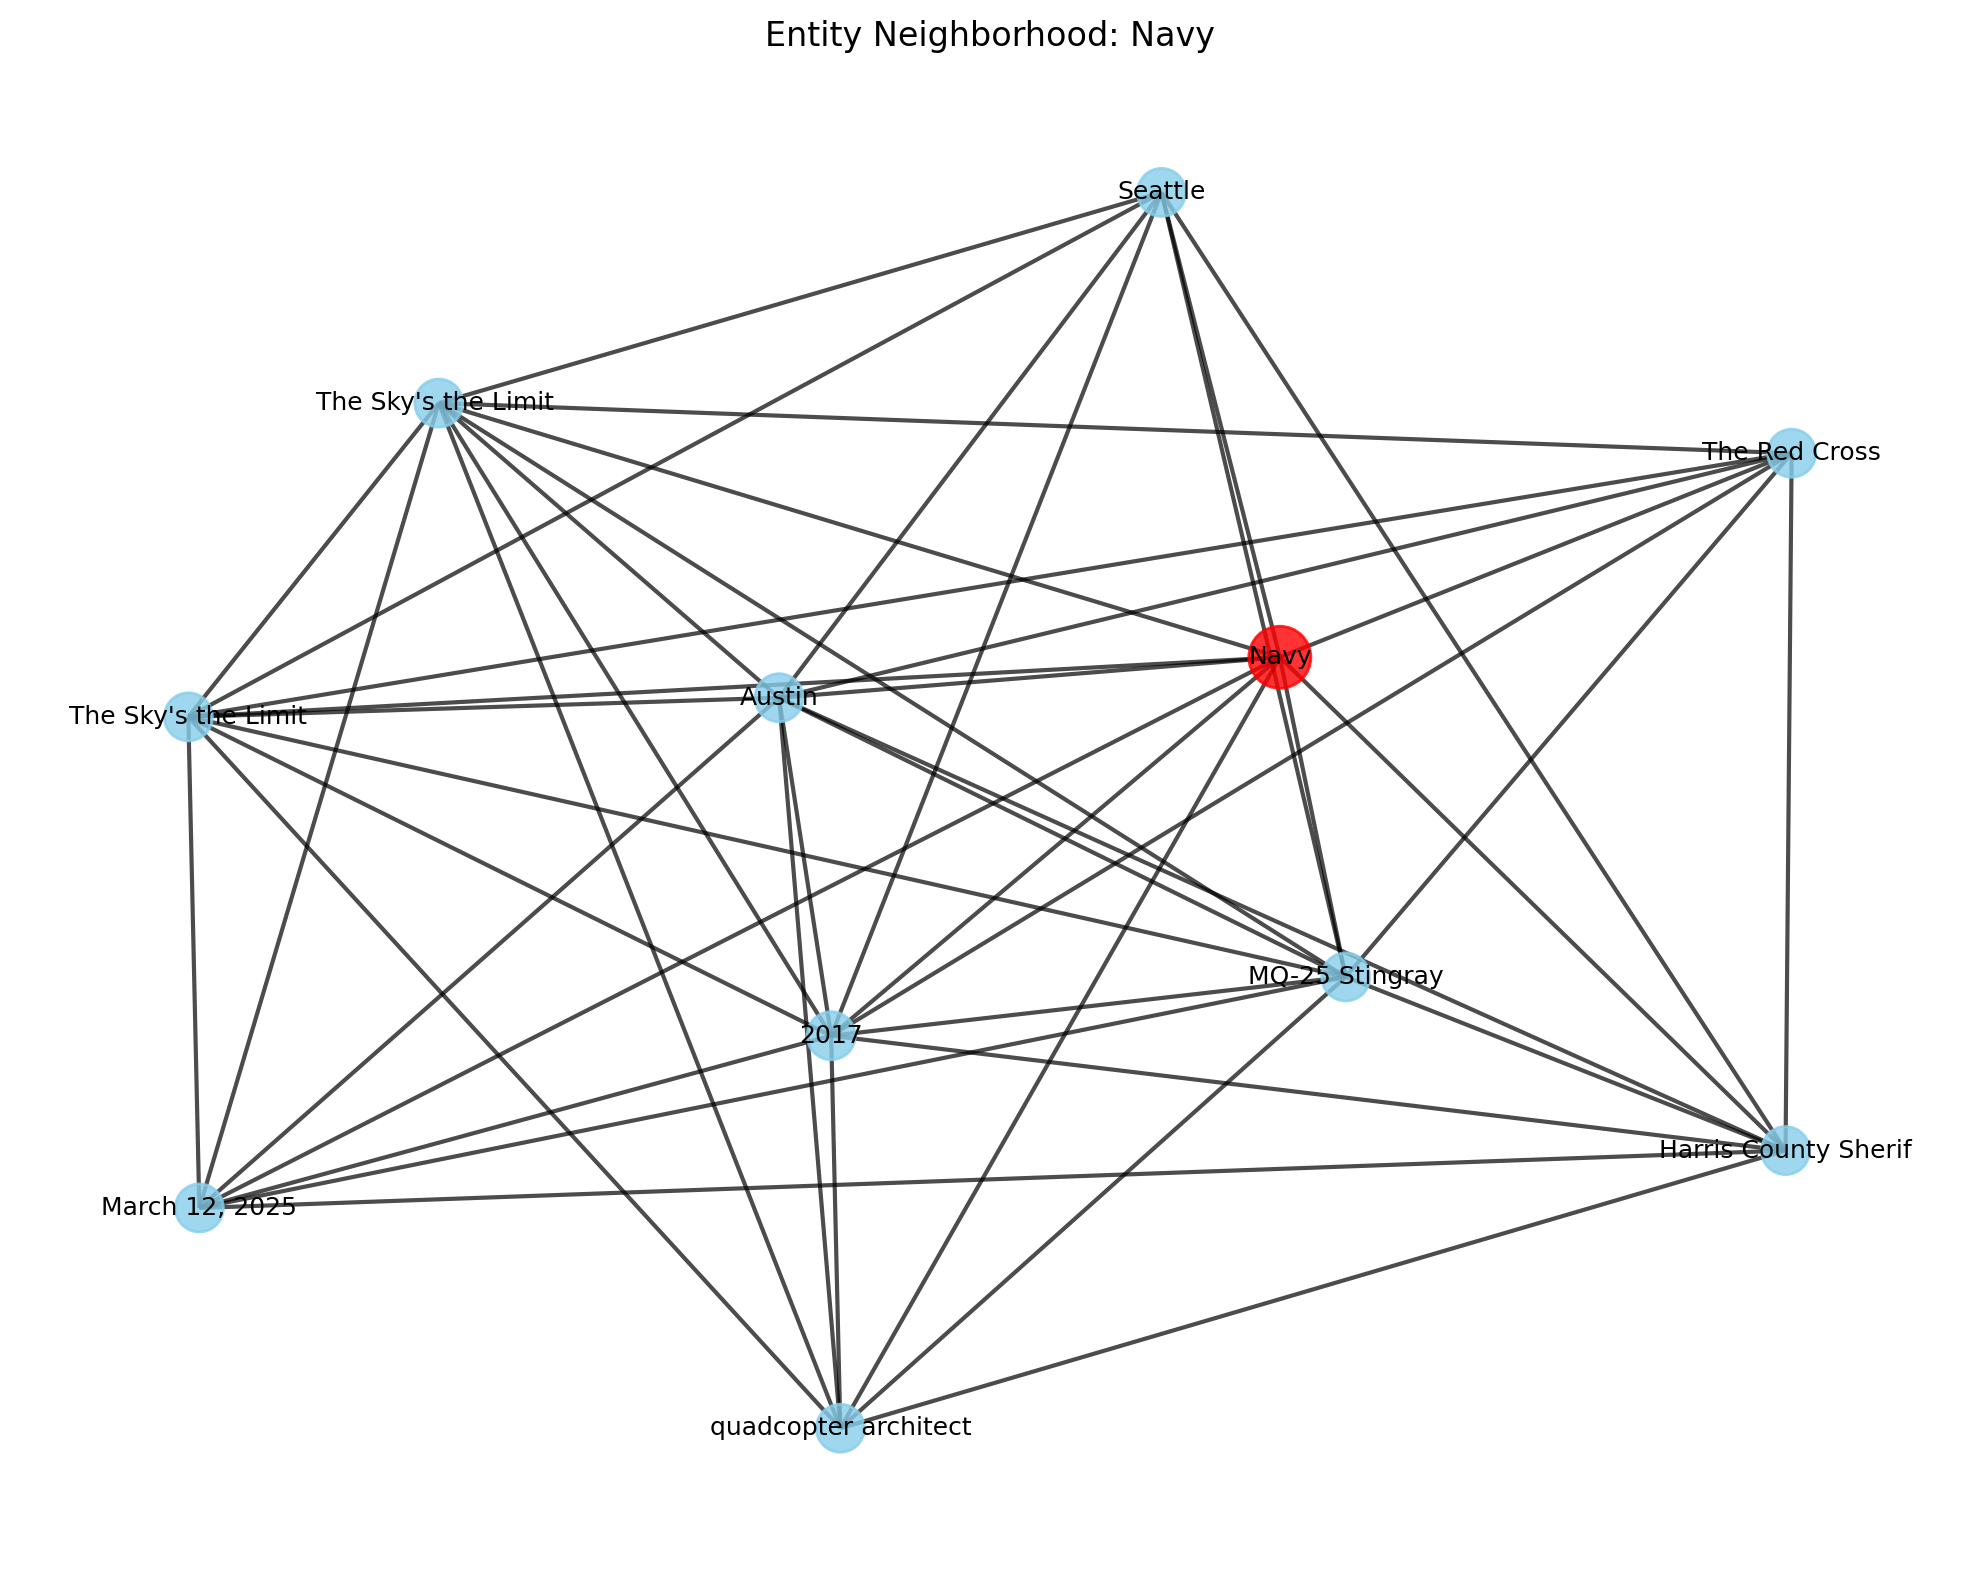 Entity Neighborhood: Navy
Seattle
The Sky's the Limit
The Red Cross
Navy
Austin
The Sky's the Limit
MQ-25 Stingray
2017
Harris County Sherif
March 12, 2025
quadcopter architect